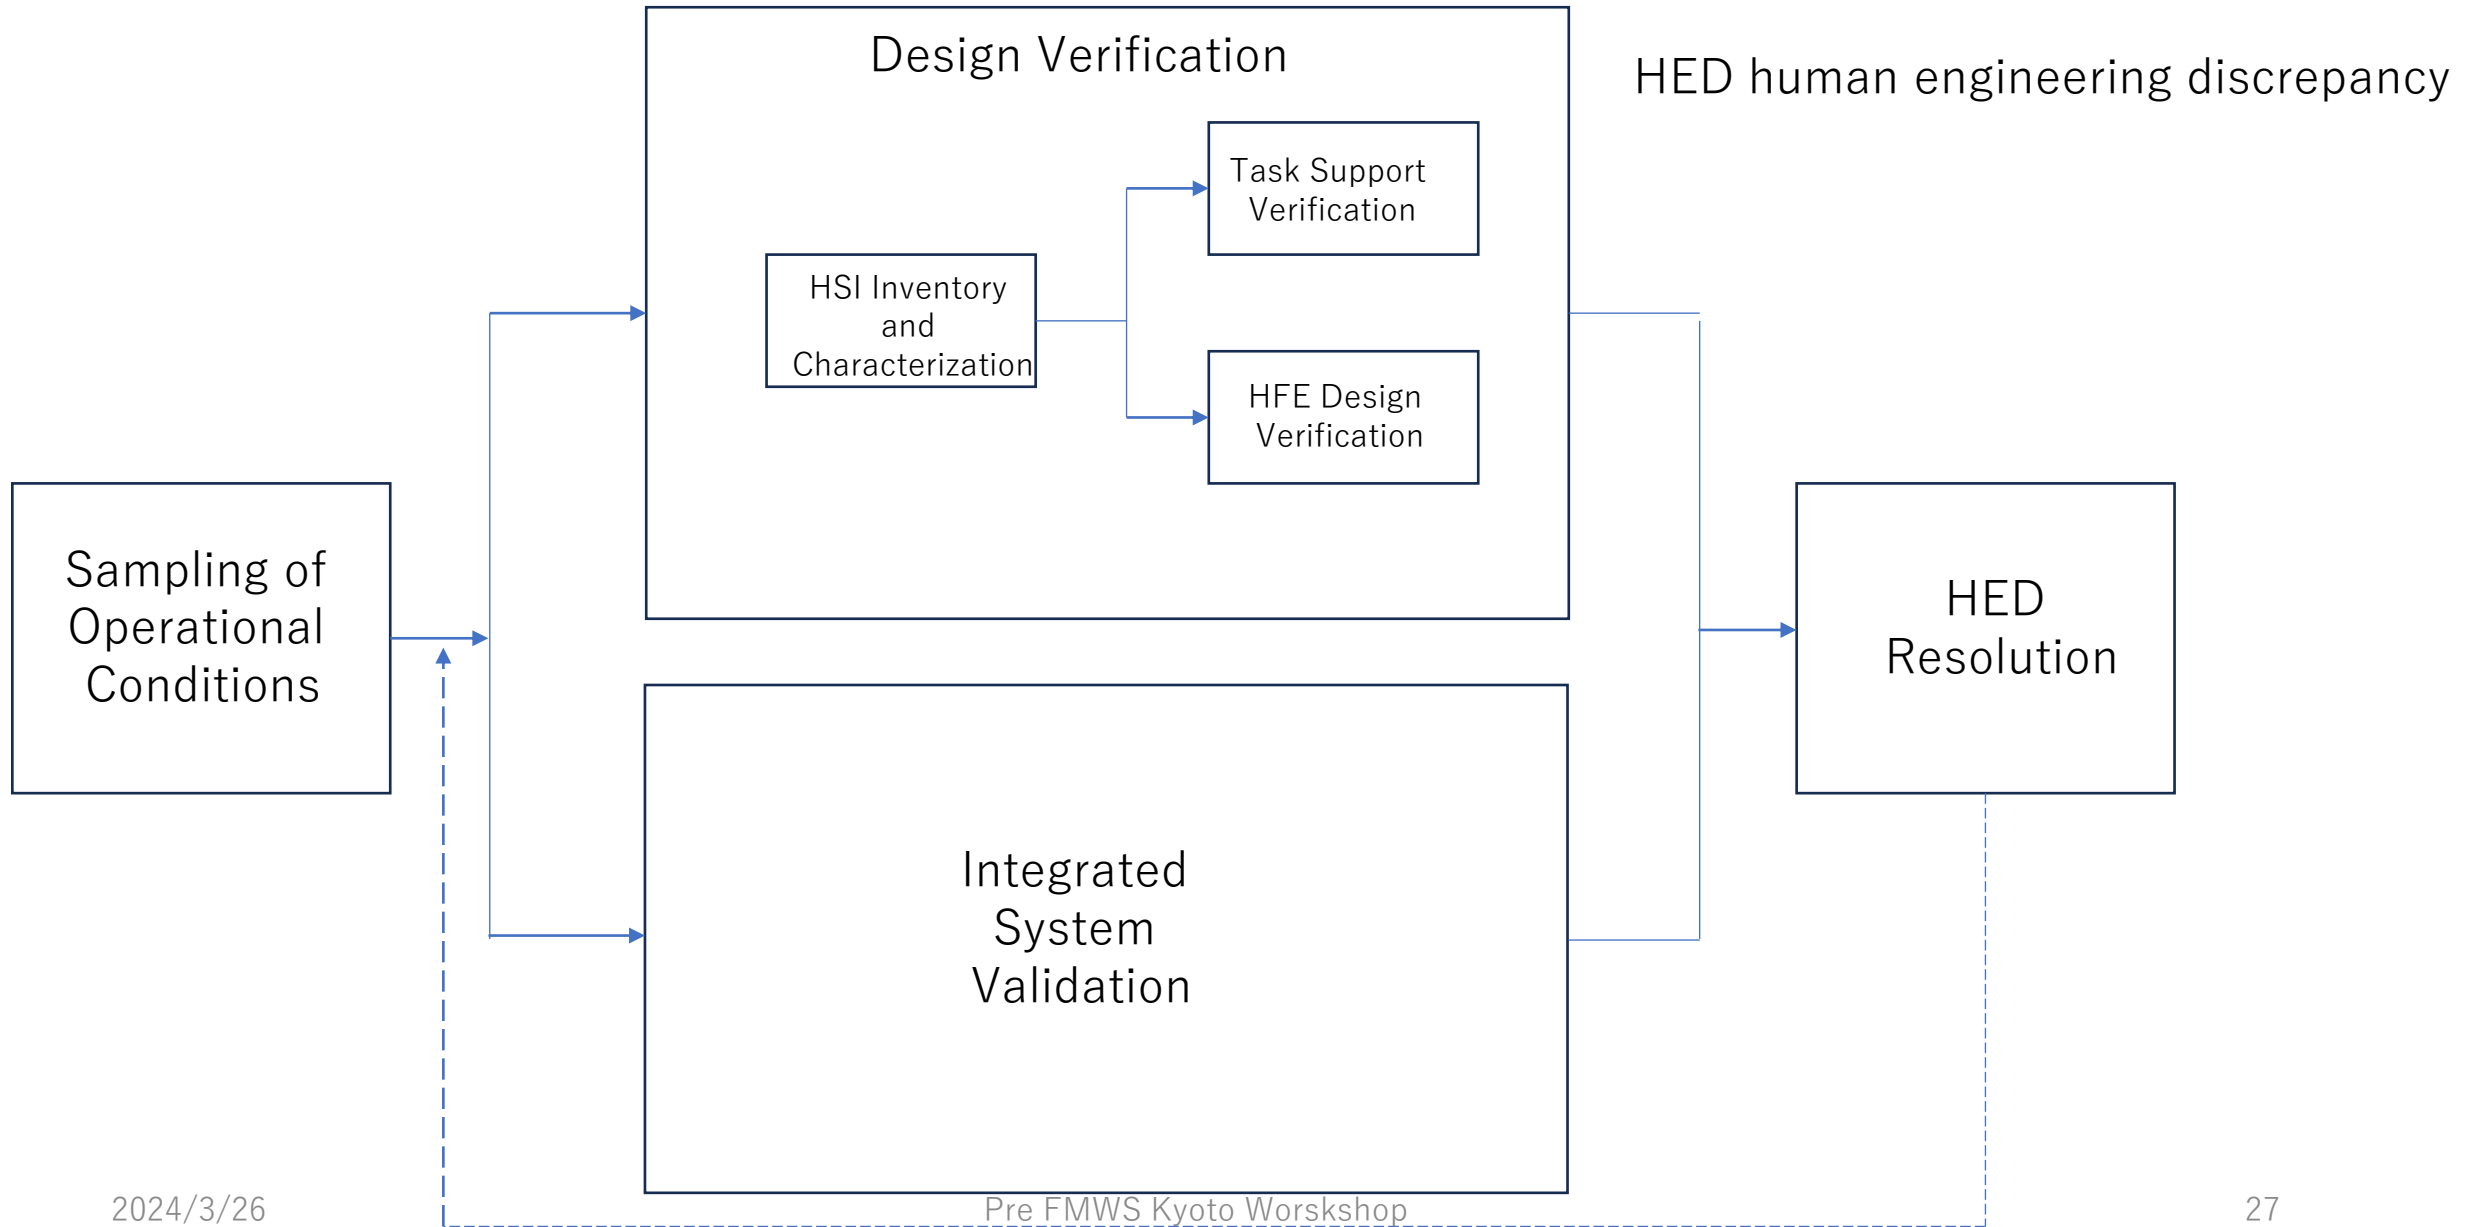 Design Verification
HED human engineering discrepancy
Task Support
Verification
HSI Inventory
and
Characterization
HFE Design
Verification
Sampling of
Operational
Conditions
HED
Resolution
Integrated
System
Validation
2024/3/26
Pre FMWS Kyoto Worskshop
27